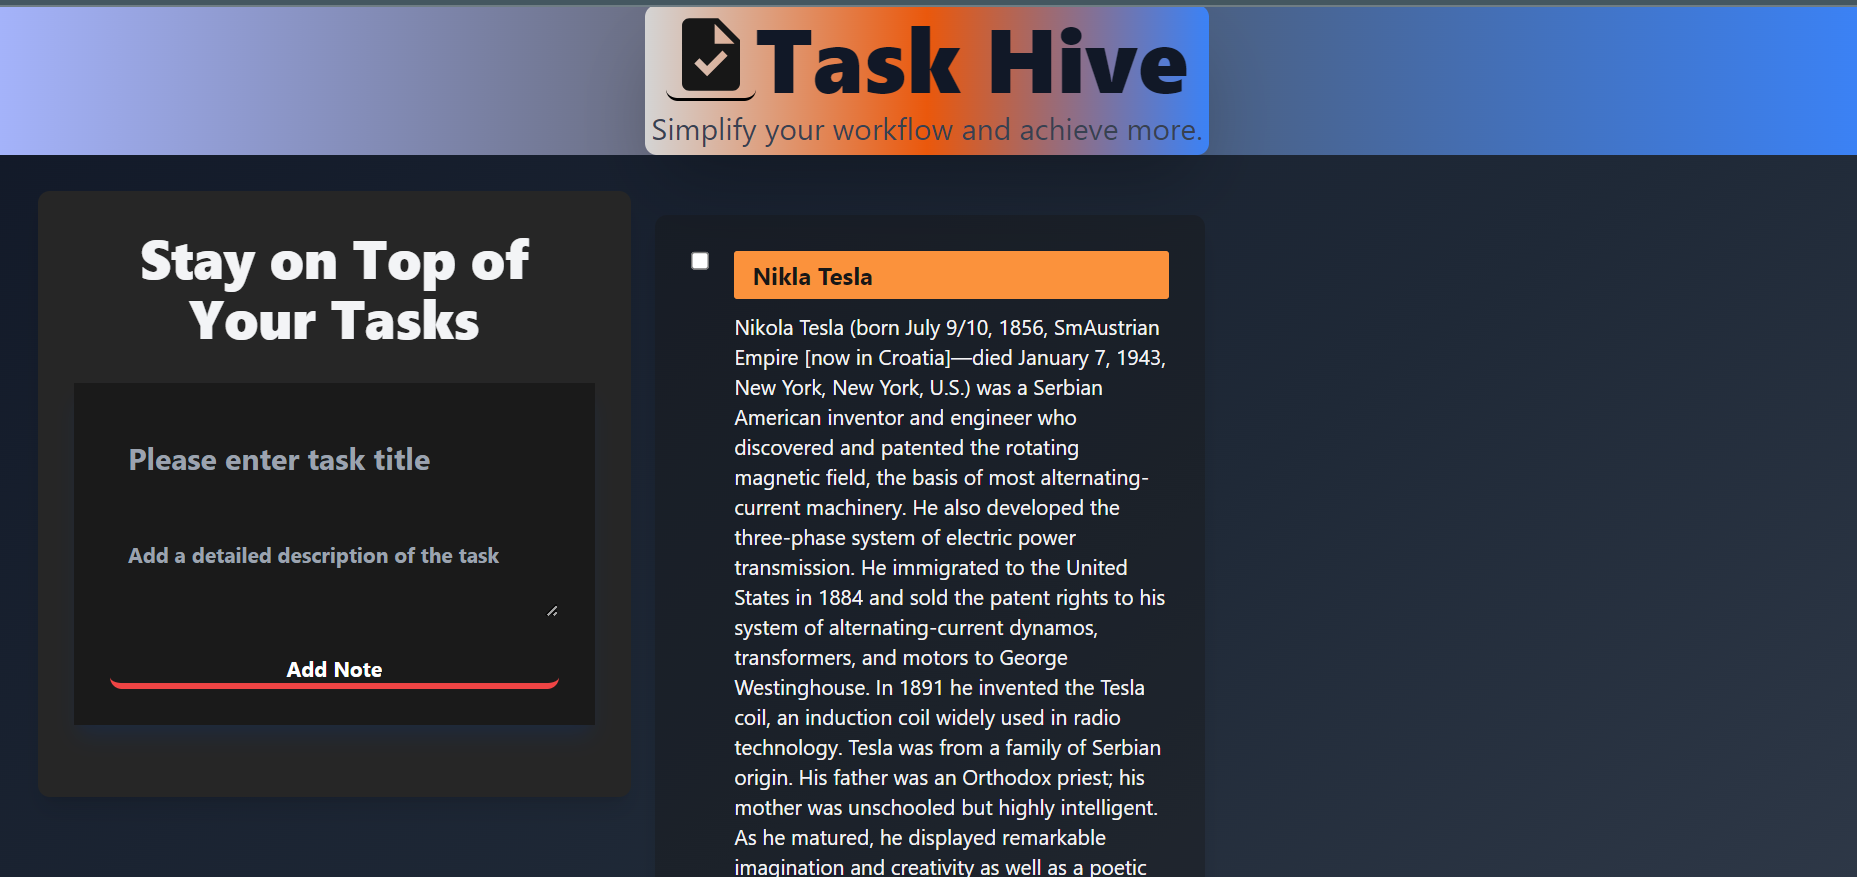 Task Hive
Simplify your workflow and achieve more.
Stay on Top of
Your Tasks
Please enter task title
Add a detailed description of the task
Add Note
Nikla Tesla
Nikola Tesla (born July 9/10, 1856, SmAustrian
Empire [now in Croatia]—died January 7, 1943,
New York, New York, U.S.) was a Serbian
American inventor and engineer who
discovered and patented the rotating
magnetic field, the basis of most alternating-
current machinery. He also developed the
three-phase system of electric power
transmission. He immigrated to the United
States in 1884 and sold the patent rights to his
system of alternating-current dynamos,
transformers, and motors to George
Westinghouse. In 1891 he invented the Tesla
coil, an induction coil widely used in radio
technology. Tesla was from a family of Serbian
origin. His father was an Orthodox priest; his
mother was unschooled but highly intelligent.
As he matured, he displayed remarkable
imagination and creativity as well as a poetic